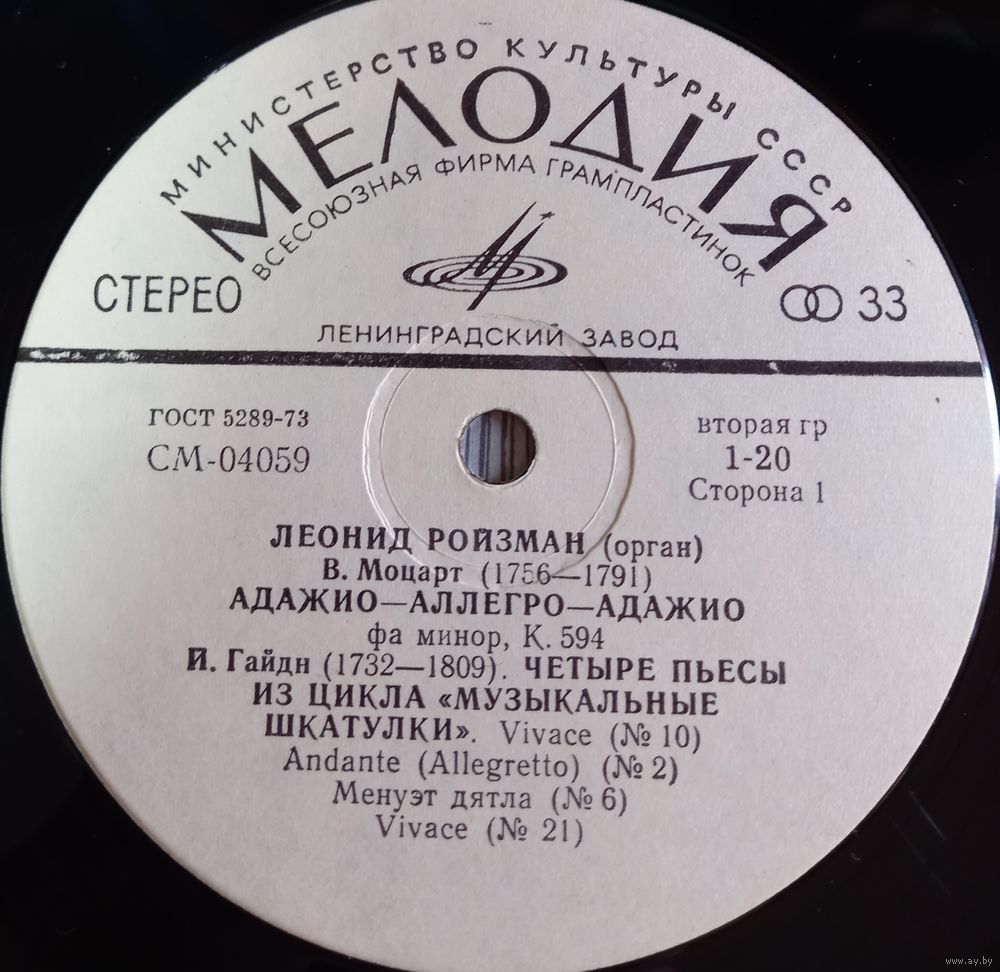 МИНИСТЕРСТВО КУЛЬТУРЫ СССР
МЕЛОДИЯ
ВСЕСОЮЗНАЯ ФИРМА ГРАМПЛАСТИНОК
СТЕРЕО
33
ЛЕНИНГРАДСКИЙ ЗАВОД
ГОСТ 5289-73
СМ-04059
вторая гр
1-20
Сторона 1
ЛЕОНИД РОЙЗМАН (орган)
В. Моцарт (1756—1791)
АДАЖИО—АЛЛЕГРО—АДАЖИО
фа минор, К. 594
Й. Гайдн (1732—1809). ЧЕТЫРЕ ПЬЕСЫ
ИЗ ЦИКЛА «МУЗЫКАЛЬНЫЕ
ШКАТУЛКИ». Vivace (№ 10)
Andante (Allegretto) (№ 2)
Менуэт дятла (№ 6)
Vivace (№ 21)
www.ay.by